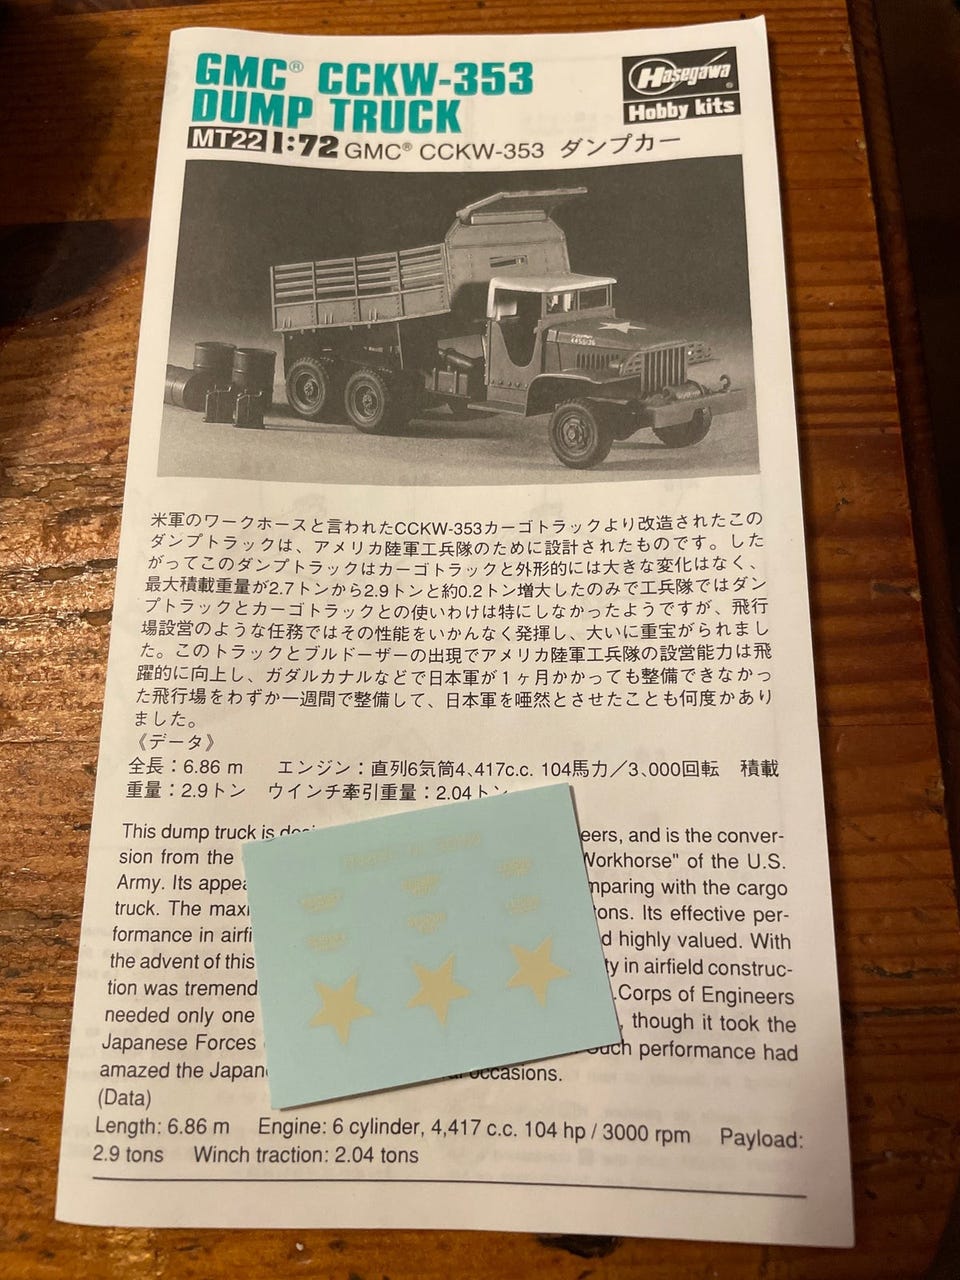 GMC® CCKW-353
DUMP TRUCK
Hasegawa®
Hobby kits
MT22 1:72 GMC® CCKW-353 ダンプカー
米軍のワークホースと言われたCCKW-353カーゴトラックより改造されたこの
ダンプトラックは、アメリカ陸軍工兵隊のために設計されたものです。した
がってこのダンプトラックはカーゴトラックと外形的には大きな変化はなく、
最大積載重量が2.7トンから2.9トンと約0.2トン増大したのみで工兵隊ではダン
プトラックとカーゴトラックとの使いわけは特にしなかったようですが、飛行
場設営のような任務ではその性能をいかんなく発揮し、大いに重宝がられまし
た。このトラックとブルドーザーの出現でアメリカ陸軍工兵隊の設営能力は飛
躍的に向上し、ガダルカナルなどで日本軍が1ヶ月かかっても整備できなかっ
た飛行場をわずか一週間で整備して、日本軍を唖然とさせたことも何度かあり
ました。
《データ》
全長：6.86 m エンジン：直列6気筒4,417c.c. 104馬力／3,000回転 積載
重量：2.9トン ウインチ牽引重量：2.04トン
This dump truck is eers, and is the conver-
sion from the Workhorse" of the U.S.
Army. Its mparing with the cargo
truck. The tons. Its effective per-
formance in d highly valued. With
the advent of this ty in airfield construc-
tion was Corps of Engineers
needed only one , though it took the
Japanese Forces Such performance had
amazed the occasions.
(Data)
Length: 6.86 m Engine: 6 cylinder, 4,417 c.c. 104 hp / 3000 rpm Payload:
2.9 tons Winch traction: 2.04 tons